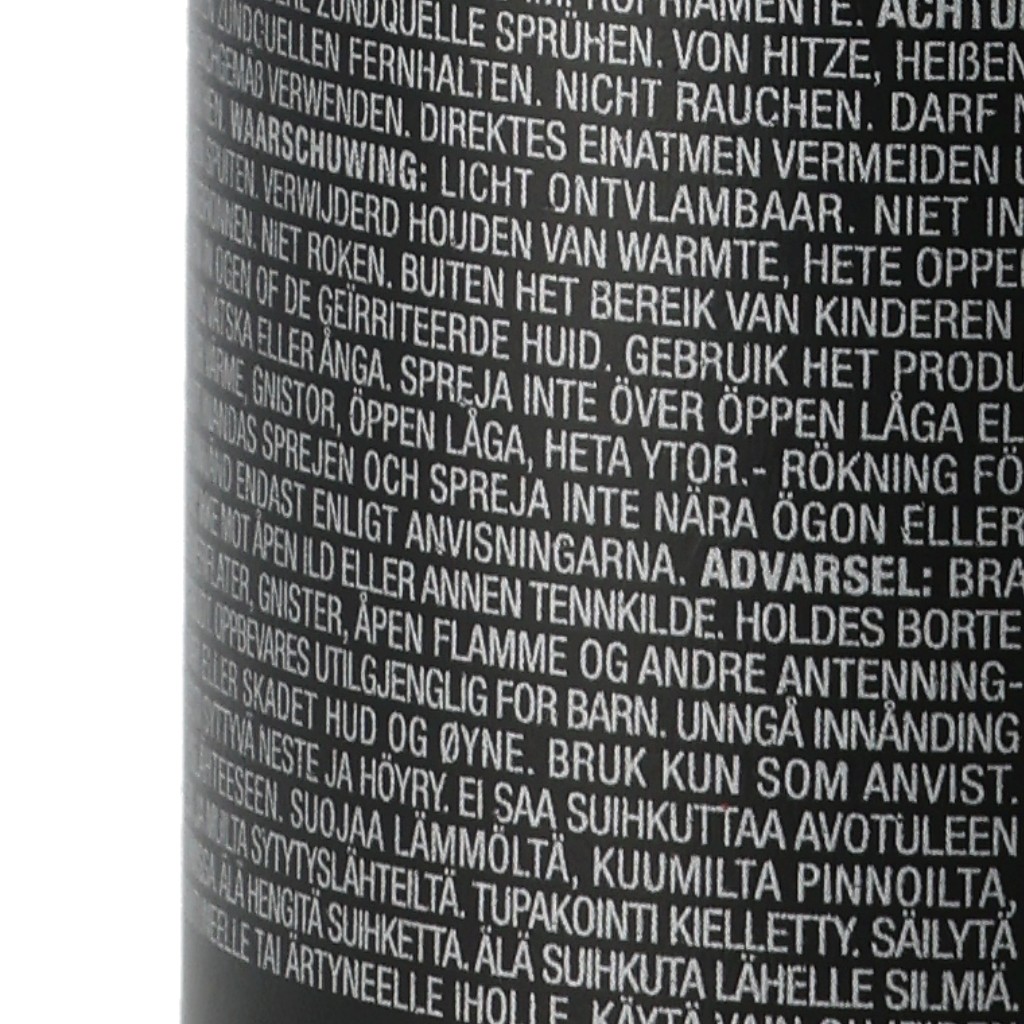 ZÜNDQUELLE SPRÜHEN. VON HITZE, HEIßEN
ZÜNDQUELLEN FERNHALTEN. NICHT RAUCHEN. DARF
VERWENDEN. DIREKTES EINATMEN VERMEIDEN
WAARSCHUWING: LICHT ONTVLAMBAAR. NIET IN
VERWIJDERD HOUDEN VAN WARMTE, HETE
NIET ROKEN. BUITEN HET BEREIK VAN KINDEREN
OGEN OF DE GEÏRRITEERDE HUID. GEBRUIK HET
ELLER ÅNGA. SPREJA INTE ÖVER ÖPPEN LÅGA
GNISTOR, ÖPPEN LÅGA, HETA YTOR.- RÖKNING
SPREJEN OCH SPREJA INTE NÄRA ÖGON ELLER
ENDAST ENLIGT ANVISNINGARNA. ADVARSEL:
MOT ÅPEN ILD ELLER ANNEN TENNKILDE. HOLDES BORTE
GNISTER, ÅPEN FLAMME OG ANDRE ANTENNING-
OPPBEVARES UTILGJENGLIG FOR BARN. UNNGÅ INNÅNDING
ELLER SKADET HUD OG ØYNE. BRUK KUN SOM ANVIST.
NESTE JA HÖYRY. EI SAA SUIHKUTTAA AVOTULEEN
SUOJAA LÄMMÖLTÄ, KUUMILTA PINNOILTA,
SYTYTYSLÄHTEILTÄ. TUPAKOINTI KIELLETTY. SÄILYTÄ
ÄLÄ HENGITÄ SUIHKETTA. ÄLÄ SUIHKUTA LÄHELLE SILMIÄ.
TAI ÄRTYNEELLE IHOLLE. KÄYTÄ VAIN